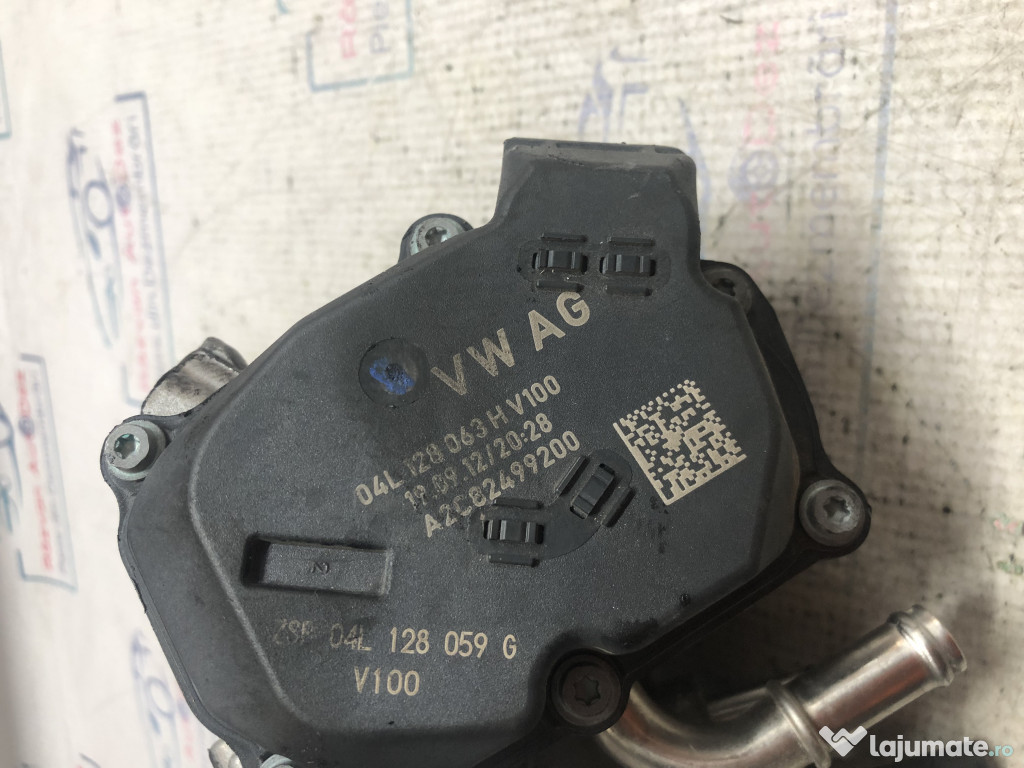 VW AG
04L 128 063 H V100
19.09.12/20:28
A2C82499200
ZSB 04L 128 059 G
V100
lajumate.ro